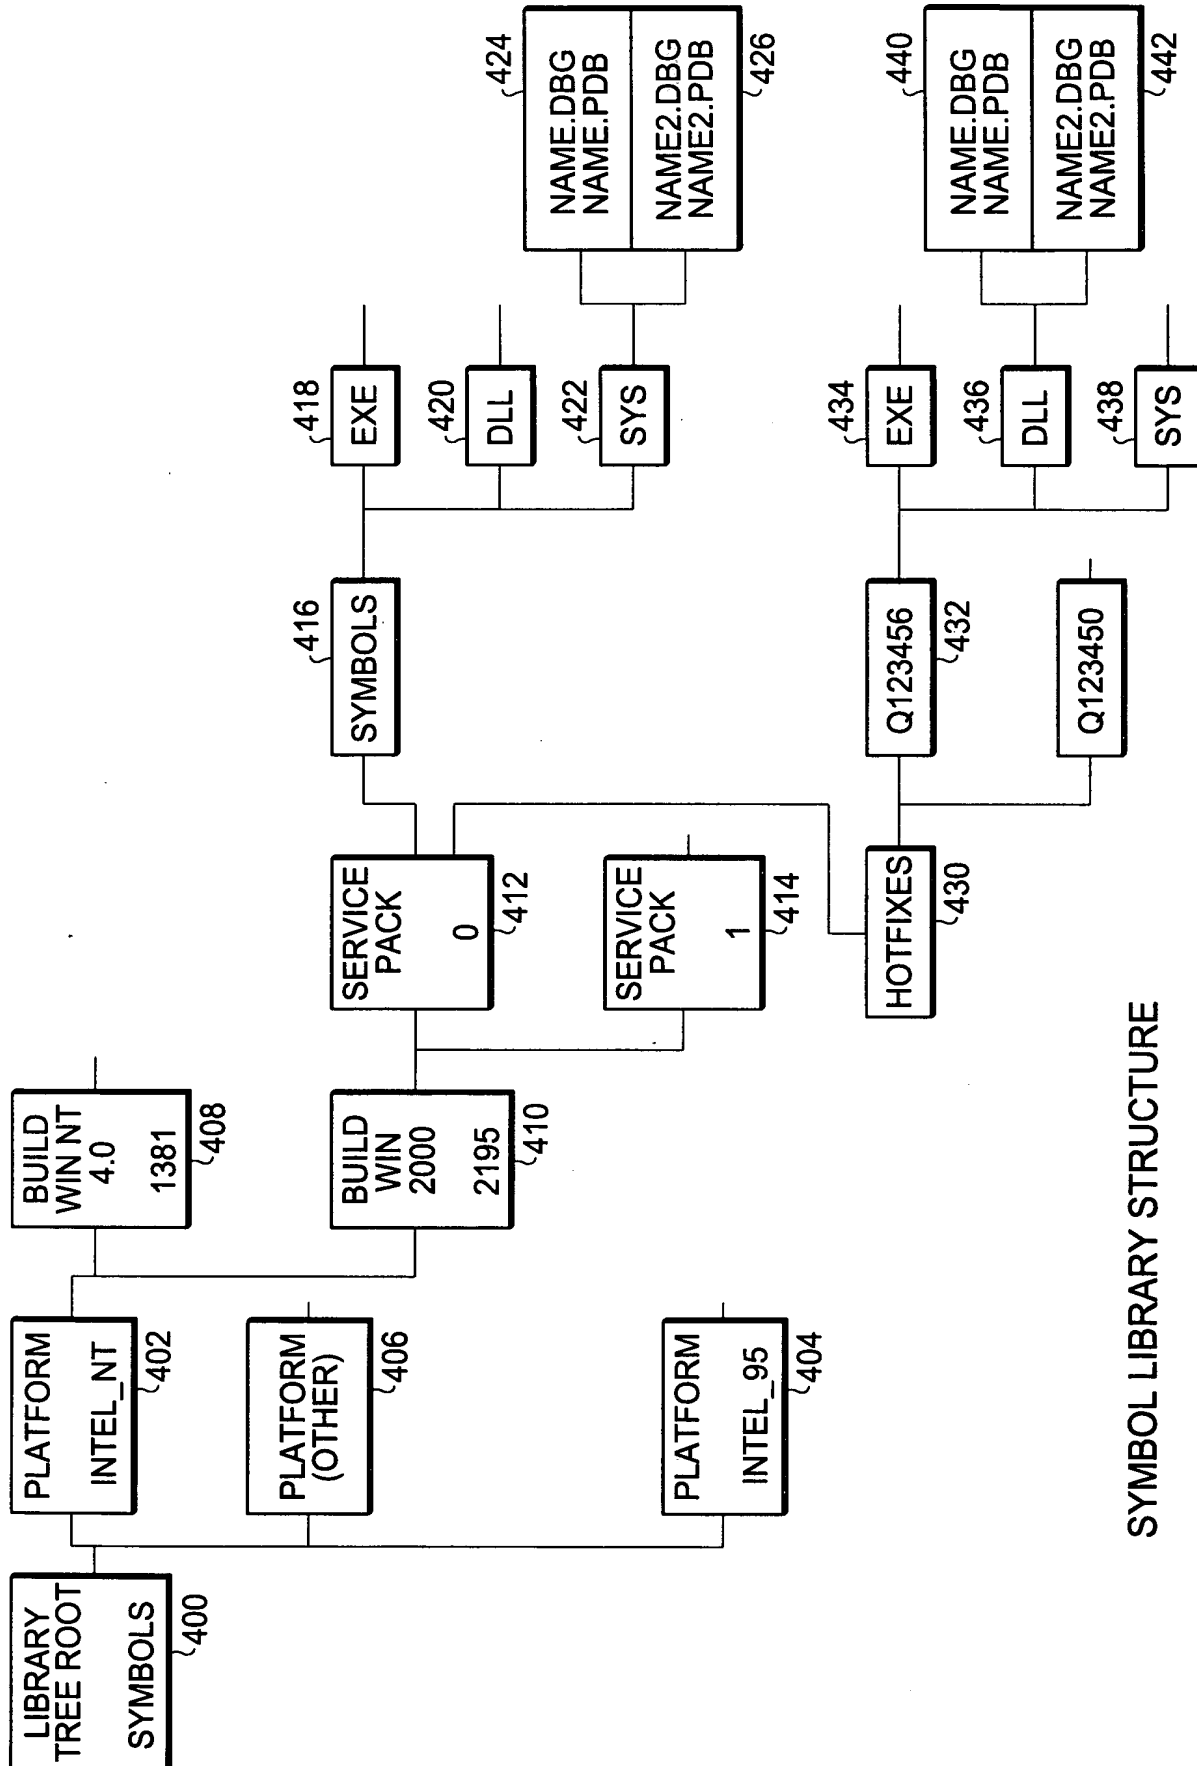 LIBRARY
TREE ROOT
SYMBOLS
400
PLATFORM
INTEL_NT
402
PLATFORM
(OTHER)
406
PLATFORM
INTEL_95
404
BUILD
WIN NT
4.0
1381
408
BUILD
WIN
2000
2195
410
SERVICE
PACK
0
412
SERVICE
PACK
1
414
HOTFIXES
430
SYMBOLS
416
Q123456
432
Q123450
EXE
418
DLL
420
SYS
422
EXE
434
DLL
436
SYS
438
424
NAME.DBG
NAME.PDB
NAME2.DBG
NAME2.PDB
426
440
NAME.DBG
NAME.PDB
NAME2.DBG
NAME2.PDB
442
SYMBOL LIBRARY STRUCTURE